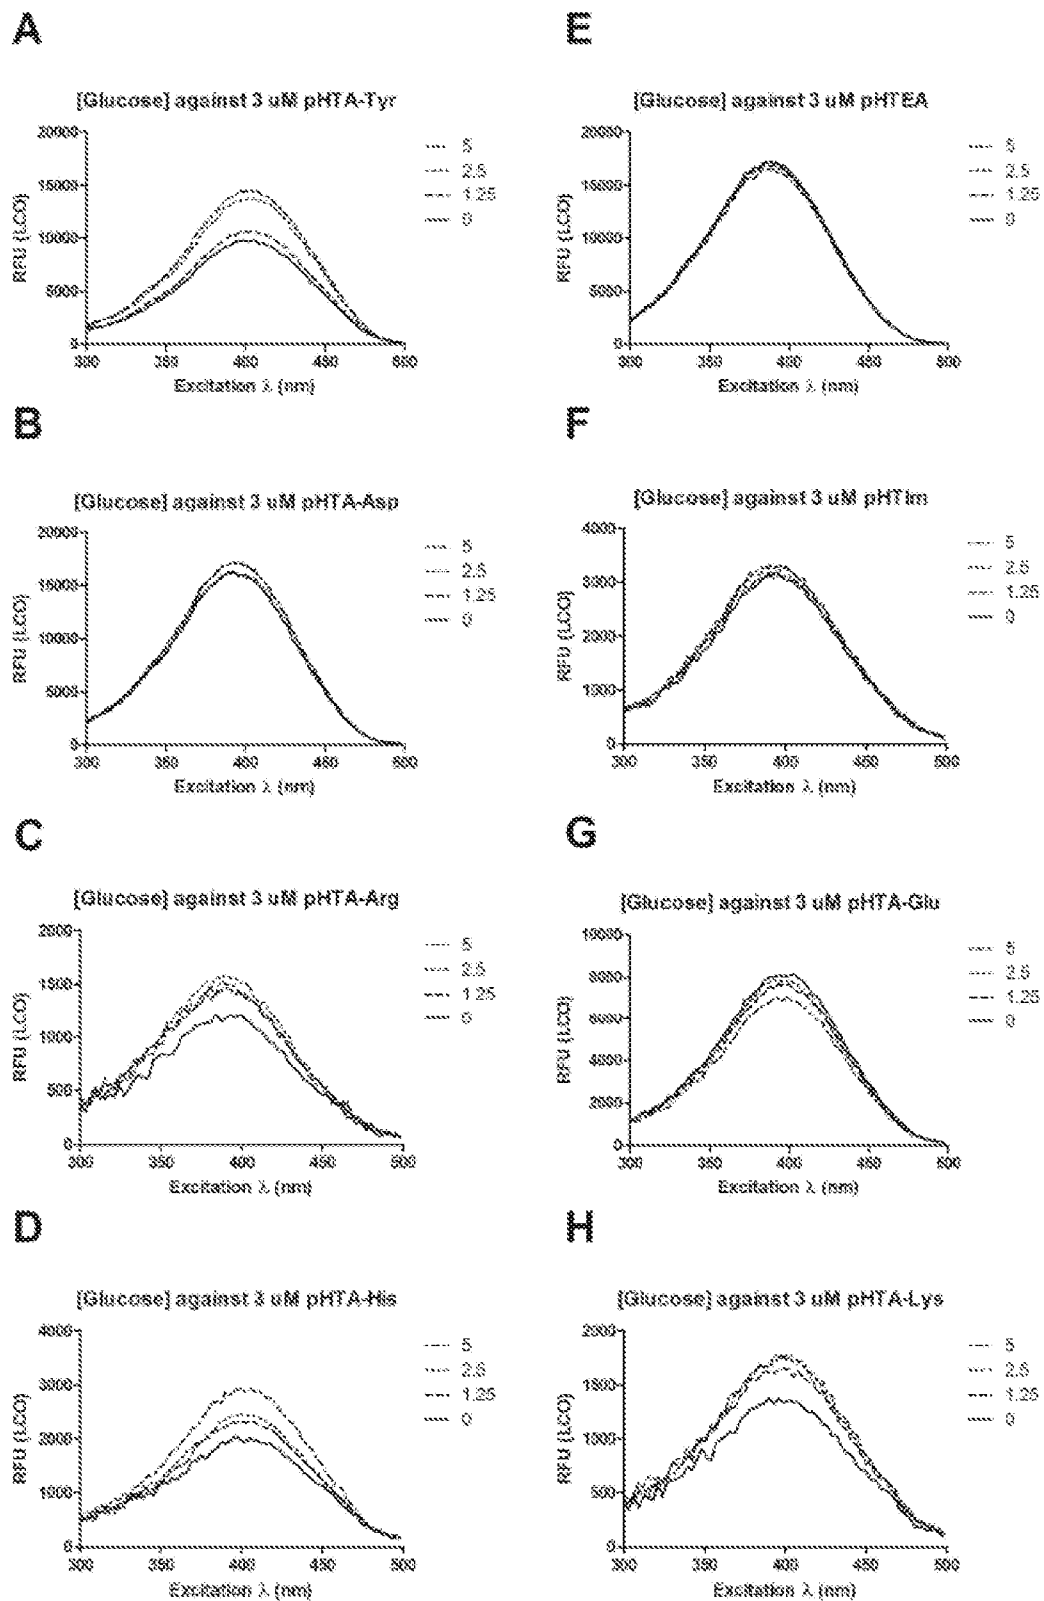 A
[Glucose] against 3 uM pHTA-Tyr
20000
15000
10000
5000
0
300 350 400 450 500
RFU (LCO)
Excitation λ (nm)
5
2.5
1.25
0
B
[Glucose] against 3 uM pHTA-Asp
20000
15000
10000
5000
0
300 350 400 450 500
RFU (LCO)
Excitation λ (nm)
5
2.5
1.25
0
C
[Glucose] against 3 uM pHTA-Arg
2000
1500
1000
500
0
300 350 400 450 500
RFU (LCO)
Excitation λ (nm)
5
2.5
1.25
0
D
[Glucose] against 3 uM pHTA-His
4000
3000
2000
1000
0
300 350 400 450 500
RFU (LCO)
Excitation λ (nm)
5
2.5
1.25
0
E
[Glucose] against 3 uM pHTEA
20000
15000
10000
5000
0
300 350 400 450 500
RFU (LCO)
Excitation λ (nm)
5
2.5
1.25
0
F
[Glucose] against 3 uM pHTIm
4000
3000
2000
1000
0
300 350 400 450 500
RFU (LCO)
Excitation λ (nm)
5
2.5
1.25
0
G
[Glucose] against 3 uM pHTA-Glu
10000
8000
6000
4000
2000
0
300 350 400 450 500
RFU (LCO)
Excitation λ (nm)
5
2.5
1.25
0
H
[Glucose] against 3 uM pHTA-Lys
2000
1500
1000
500
0
300 350 400 450 500
RFU (LCO)
Excitation λ (nm)
5
2.5
1.25
0